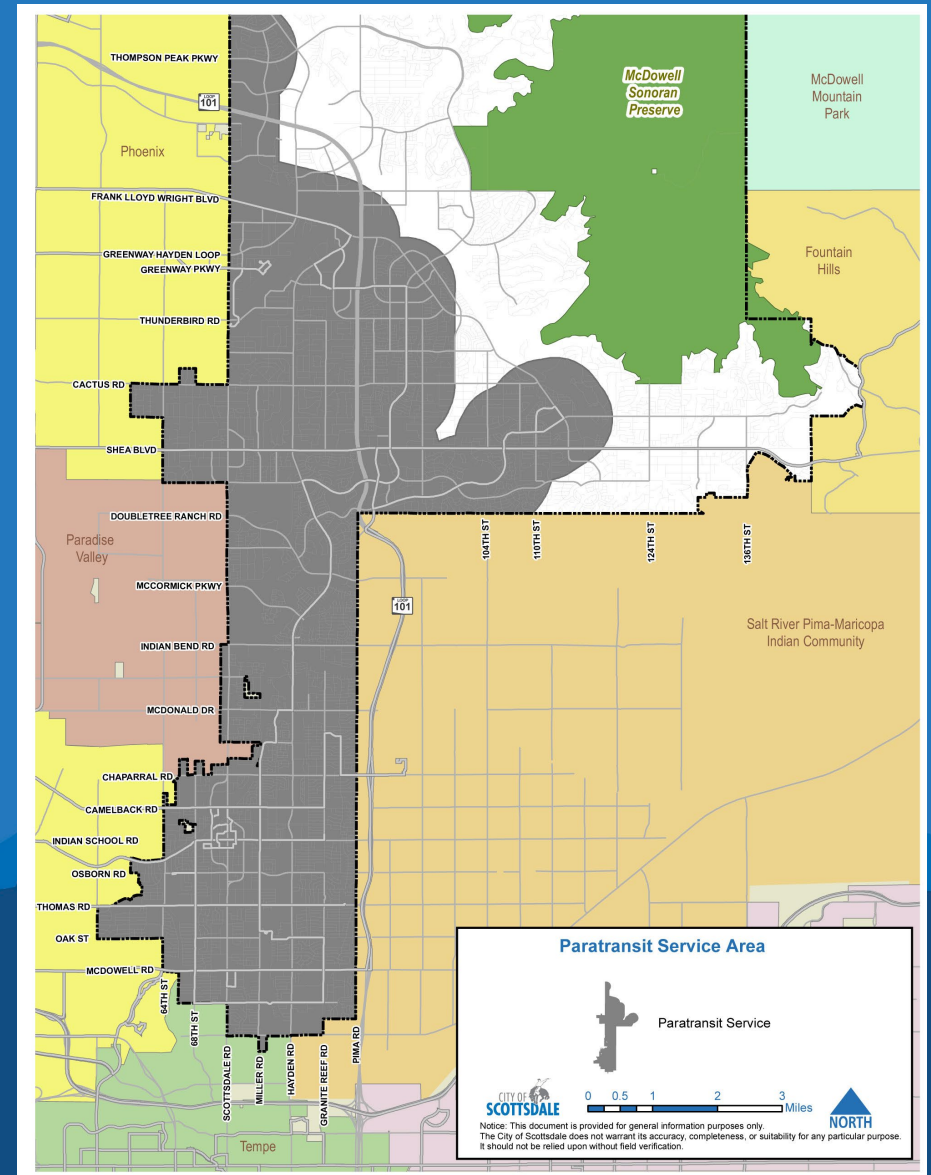 THOMPSON PEAK PKWY
LOOP
101
McDowell
Sonoran
Preserve
McDowell
Mountain
Park
Phoenix
FRANK LLOYD WRIGHT BLVD
GREENWAY HAYDEN LOOP
GREENWAY PKWY
Fountain
Hills
THUNDERBIRD RD
CACTUS RD
SHEA BLVD
DOUBLETREE RANCH RD
104TH ST
110TH ST
124TH ST
136TH ST
Paradise
Valley
MCCORMICK PKWY
LOOP
101
Salt River Pima-Maricopa
Indian Community
INDIAN BEND RD
MCDONALD DR
CHAPARRAL RD
CAMELBACK RD
INDIAN SCHOOL RD
OSBORN RD
THOMAS RD
OAK ST
MCDOWELL RD
64TH ST
68TH ST
SCOTTSDALE RD
MILLER RD
HAYDEN RD
GRANITE REEF RD
PIMA RD
Tempe
Paratransit Service Area
Paratransit Service
CITY OF
SCOTTSDALE
0 0.5 1 2 3
Miles
NORTH
Notice: This document is provided for general information purposes only.
The City of Scottsdale does not warrant its accuracy, completeness, or suitability for any particular purpose.
It should not be relied upon without field verification.